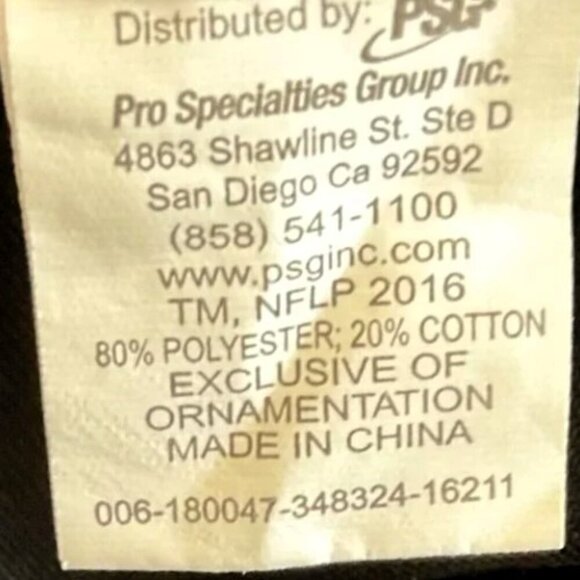 Distributed by: PSG
Pro Specialties Group Inc.
4863 Shawline St. Ste D
San Diego Ca 92592
(858) 541-1100
www.psginc.com
TM, NFLP 2016
80% POLYESTER; 20% COTTON
EXCLUSIVE OF
ORNAMENTATION
MADE IN CHINA
006-180047-348324-16211